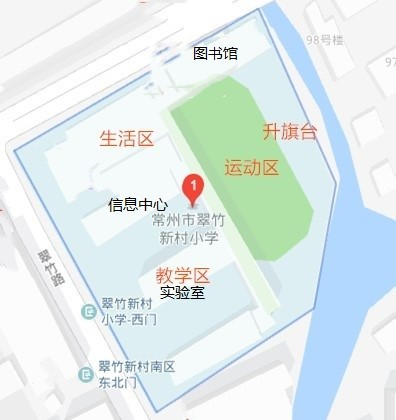 图书馆
98号楼
97
生活区
升旗台
运动区
1
信息中心
常州市翠竹
新村小学
教学区
实验室
翠竹路
翠竹新村
小学-西门
翠竹新村南区
东北门